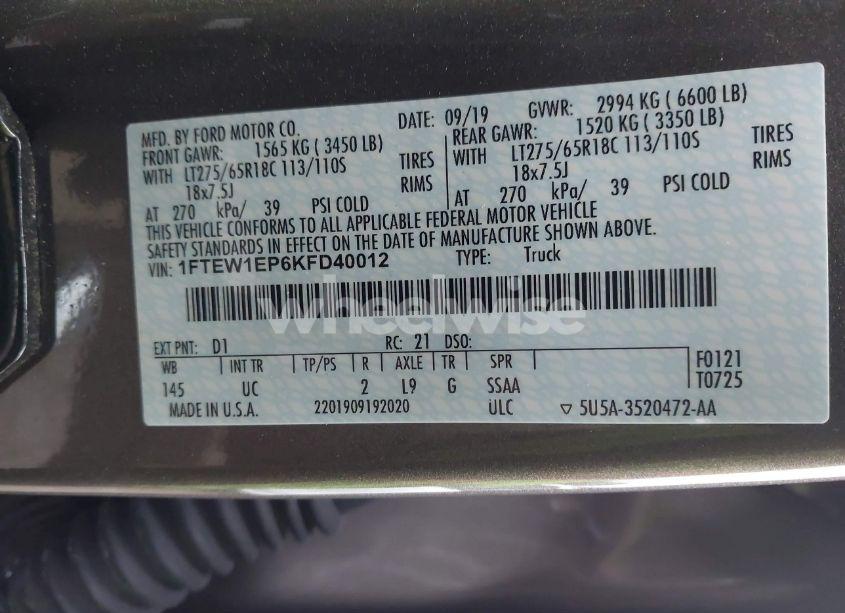 MFD. BY FORD MOTOR CO. DATE: 09/19 GVWR: 2994 KG ( 6600 LB)
FRONT GAWR: 1565 KG ( 3450 LB) REAR GAWR: 1520 KG ( 3350 LB)
WITH LT275/65R18C 113/110S TIRES WITH LT275/65R18C 113/110S TIRES
18x7.5J RIMS 18x7.5J RIMS
AT 270 kPa/ 39 PSI COLD AT 270 kPa/ 39 PSI COLD
THIS VEHICLE CONFORMS TO ALL APPLICABLE FEDERAL MOTOR VEHICLE
SAFETY STANDARDS IN EFFECT ON THE DATE OF MANUFACTURE SHOWN ABOVE.
VIN: 1FTEW1EP6KFD40012 TYPE: Truck
wheelwise
EXT PNT: D1 RC: 21 DSO:
WB INT TR TP/PS R AXLE TR SPR F0121
145 UC 2 L9 G SSAA T0725
MADE IN U.S.A. 2201909192020 ULC ▽ 5U5A-3520472-AA